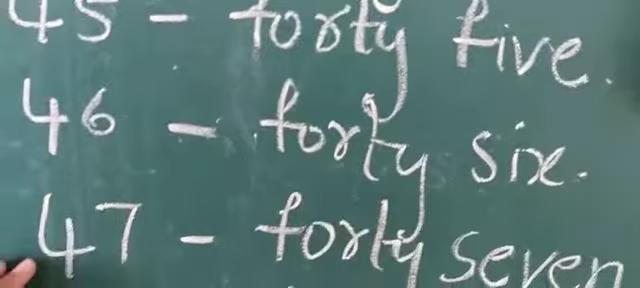 45 - forty five.
46 - forty six.
47 - forty seven